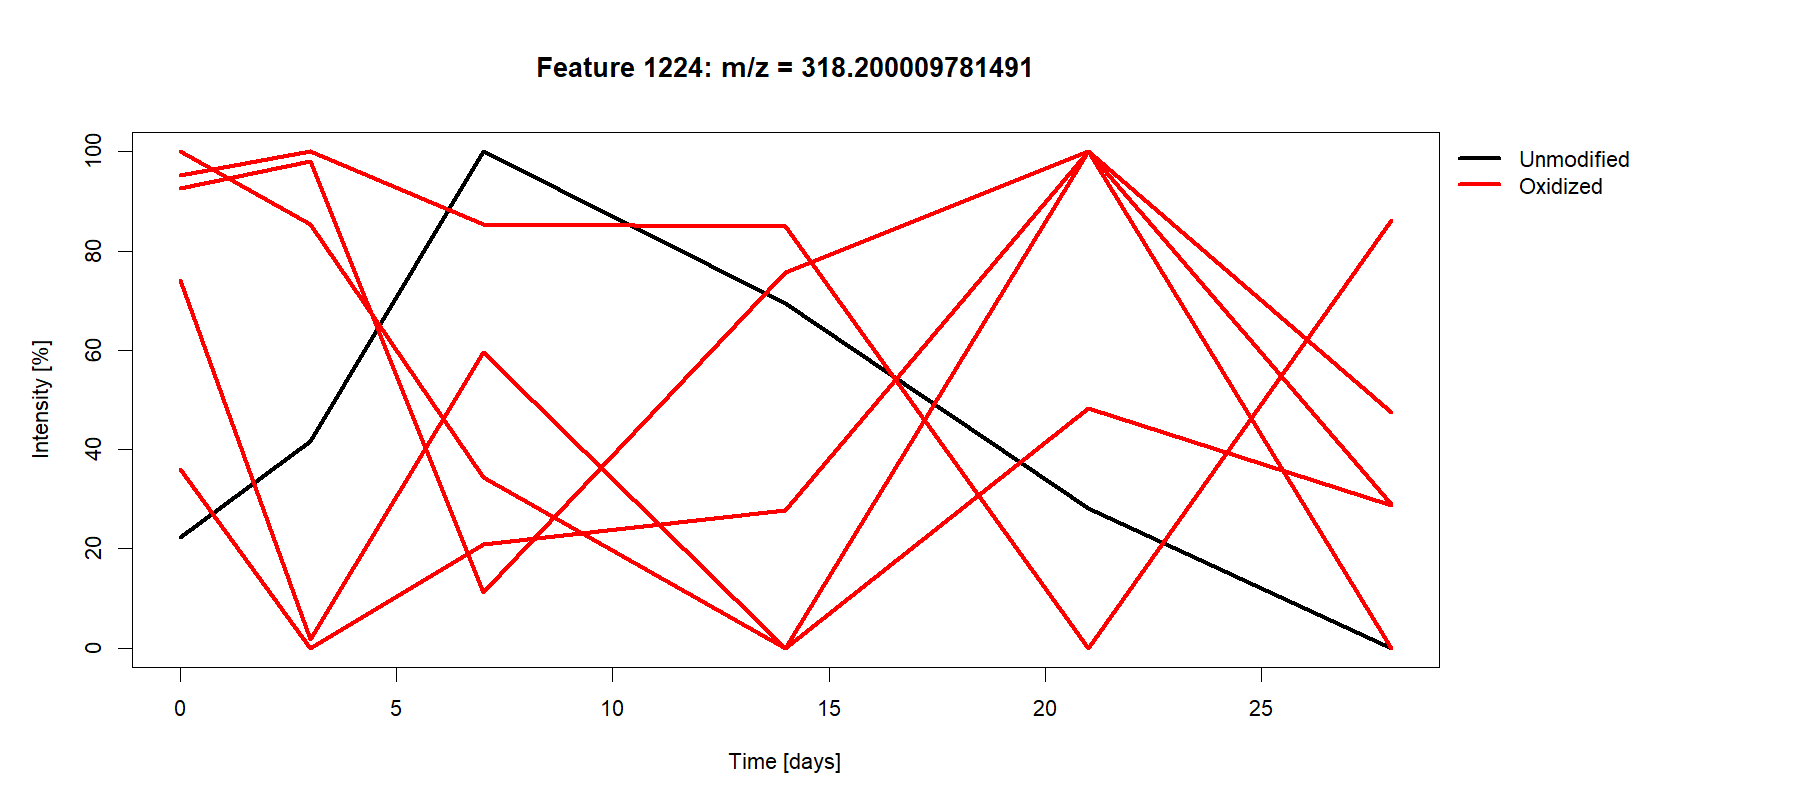 Feature 1224: m/z = 318.200009781491
Unmodified
Oxidized
Intensity [%]
100
80
60
40
20
0
0 5 10 15 20 25
Time [days]